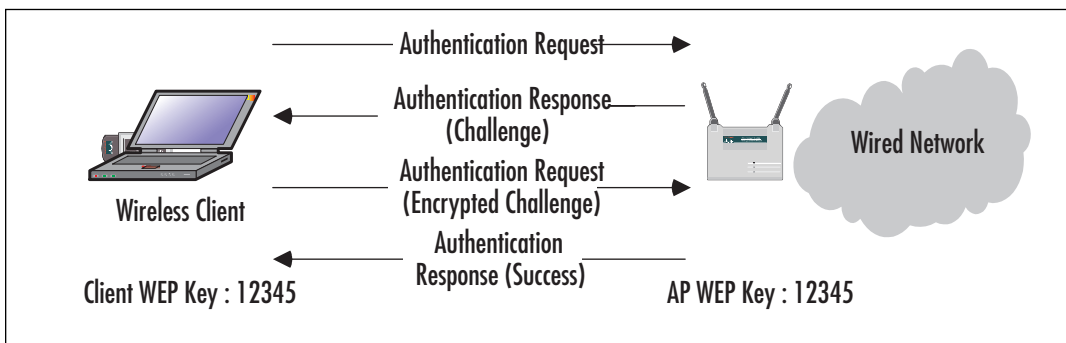 Authentication Request
Authentication Response
(Challenge)
Wired Network
Authentication Request
(Encrypted Challenge)
Wireless Client
Authentication
Response (Success)
Client WEP Key : 12345
AP WEP Key : 12345